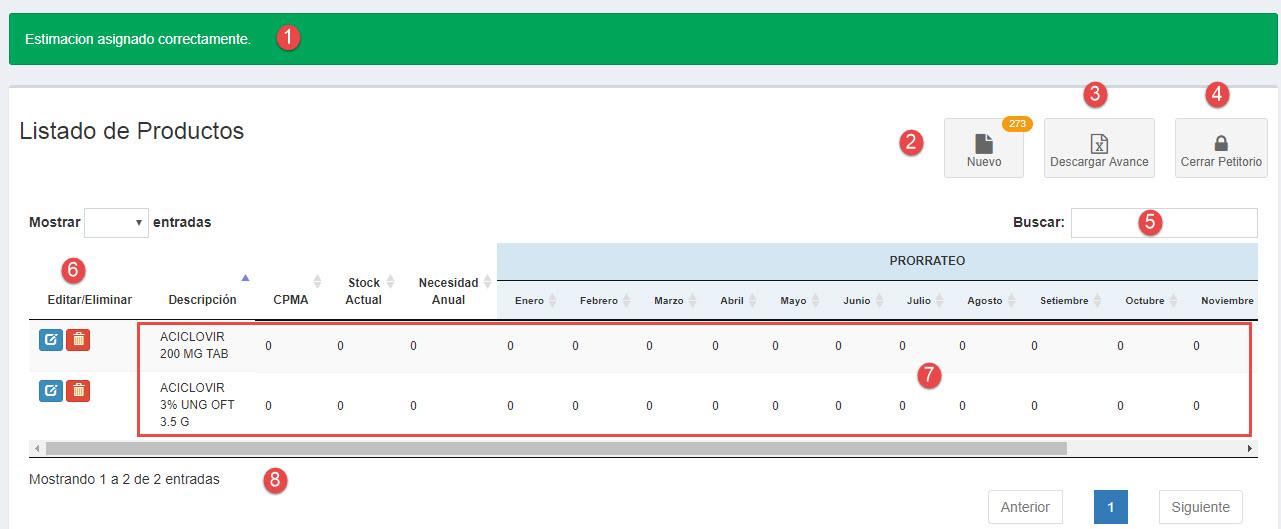 Estimacion asignado correctamente. 1
3 4
Listado de Productos
2 273
Nuevo Descargar Avance Cerrar Petitorio
Mostrar entradas Buscar: 5
PRORRATEO
6
Editar/Eliminar Descripción CPMA Stock Actual Necesidad Anual Enero Febrero Marzo Abril Mayo Junio Julio Agosto Setiembre Octubre Noviembre
ACICLOVIR
200 MG TAB 0 0 0 0 0 0 0 0 0 0 0 0 0 0
7
ACICLOVIR
3% UNG OFT 0 0 0 0 0 0 0 0 0 0 0 0 0 0
3.5 G
Mostrando 1 a 2 de 2 entradas 8
Anterior 1 Siguiente